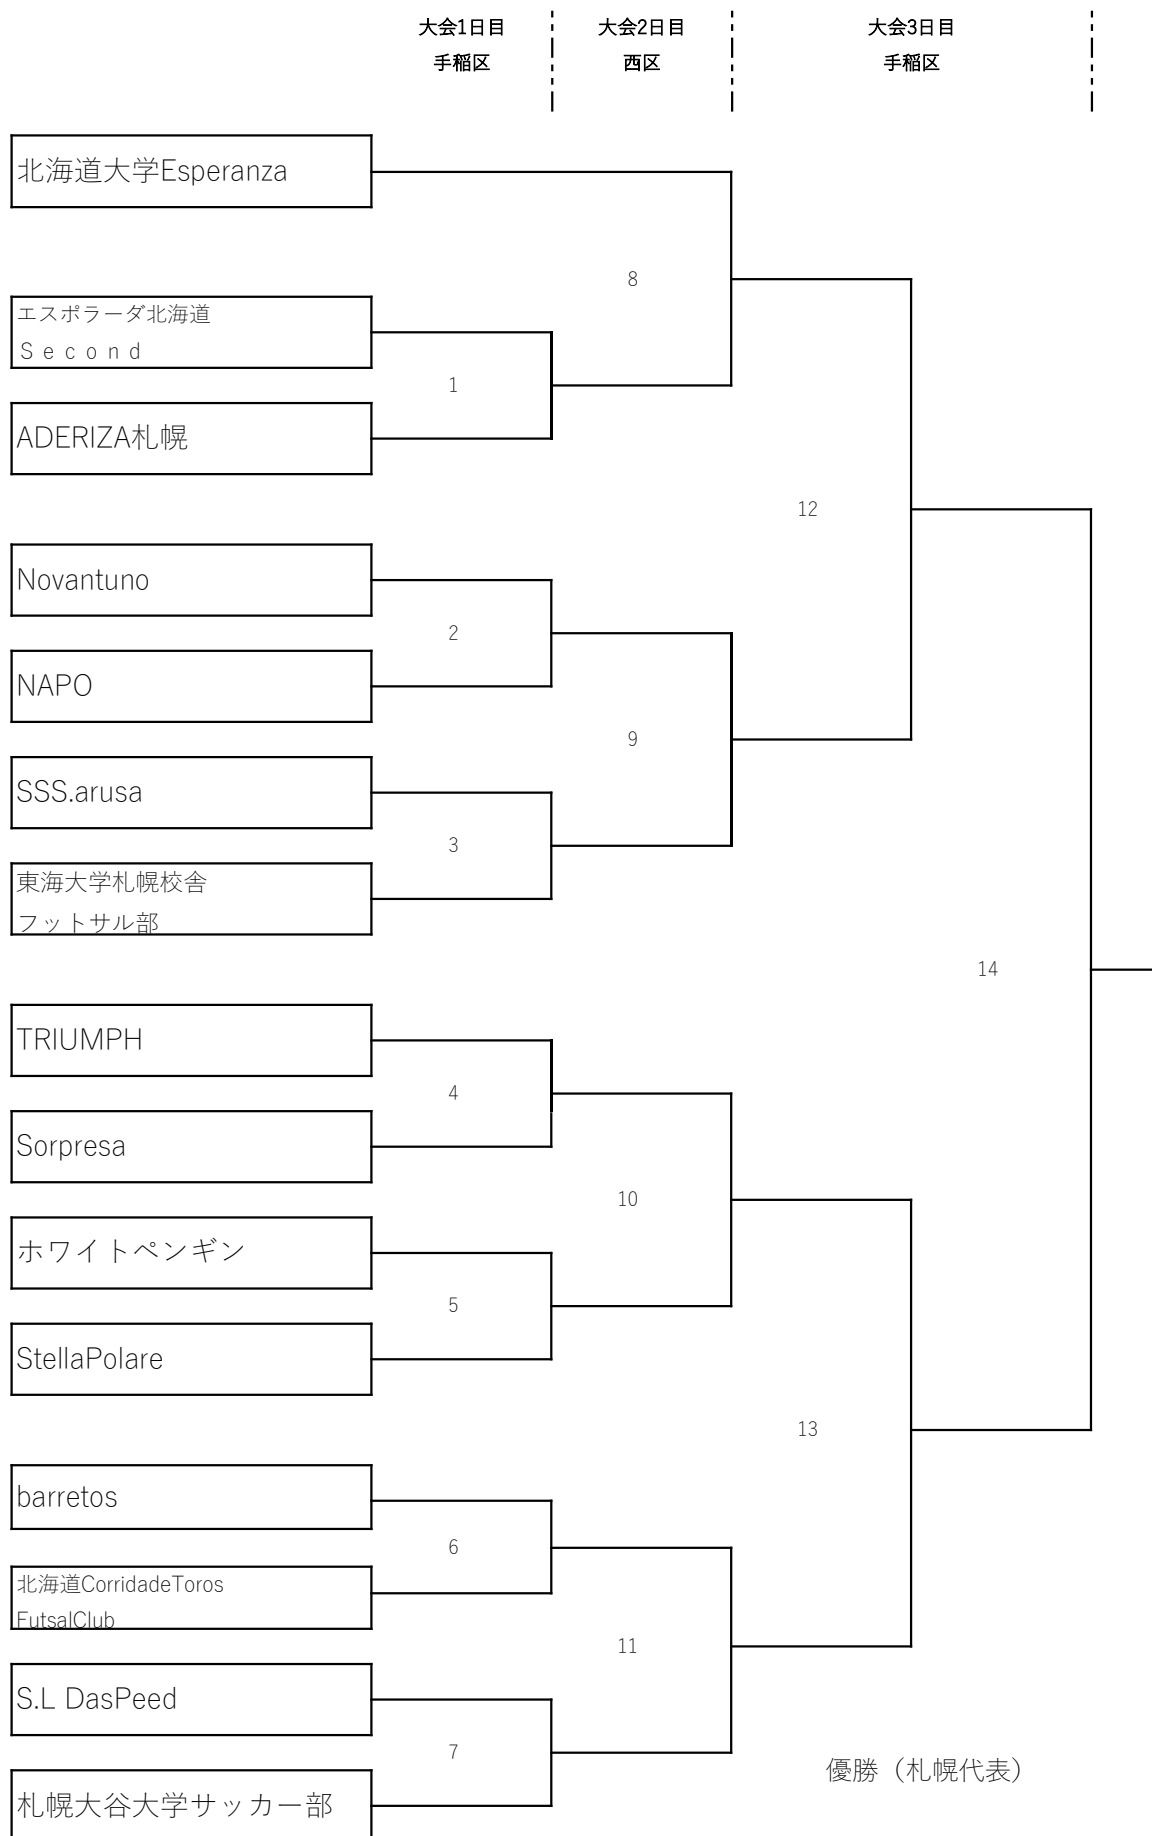 大会1日目 大会2日目 大会3日目
手稲区 西区 手稲区
北海道大学Esperanza
8
エスポラーダ北海道
Ｓｅｃｏｎｄ
1
ADERIZA札幌
12
Novantuno
2
NAPO
9
SSS.arusa
3
東海大学札幌校舎
フットサル部
14
TRIUMPH
4
Sorpresa
10
ホワイトペンギン
5
StellaPolare
13
barretos
6
北海道CorridadeToros
FutsalClub
11
S.L DasPeed
7
優勝（札幌代表）
札幌大谷大学サッカー部